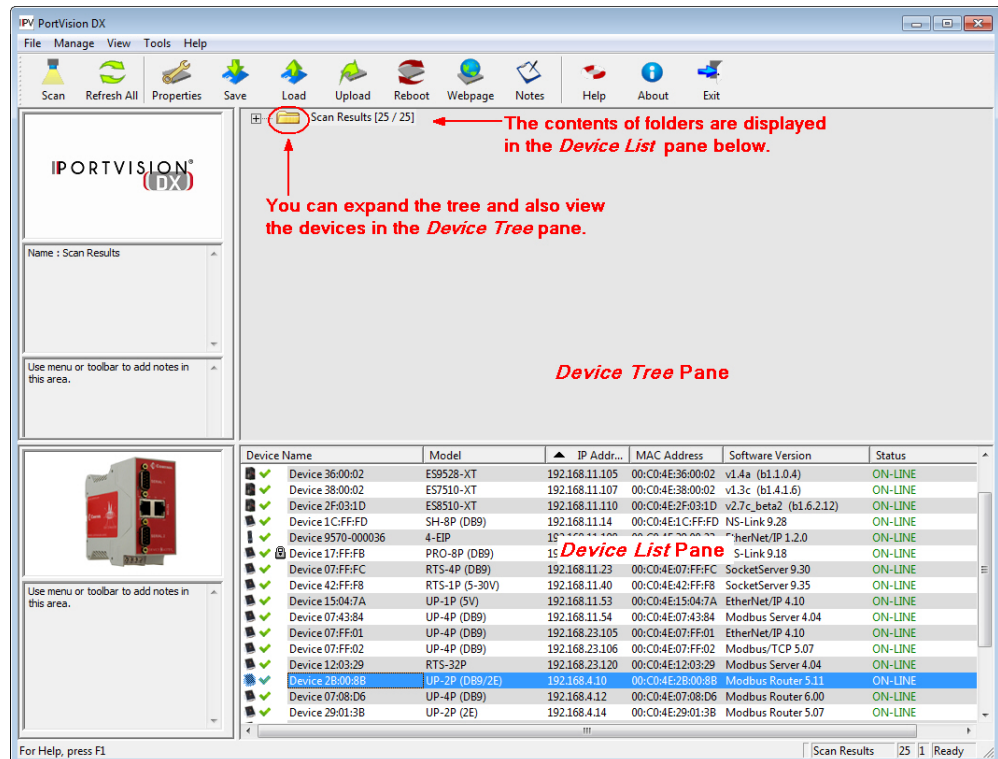 PortVision DX
File Manage View Tools Help
Scan Refresh All Properties Save Load Upload Reboot Webpage Notes Help About Exit
Scan Results [25 / 25]
The contents of folders are displayed
in the Device List pane below.
You can expand the tree and also view
the devices in the Device Tree pane.
Device Tree Pane
PORTVISION®
DX
Name : Scan Results
Use menu or toolbar to add notes in
this area.
Device Name Model IP Addr... MAC Address Software Version Status
Device 36:00:02 ES9528-XT 192.168.11.105 00:C0:4E:36:00:02 v1.4a (b1.1.0.4) ON-LINE
Device 38:00:02 ES7510-XT 192.168.11.107 00:C0:4E:38:00:02 v1.3c (b1.4.1.6) ON-LINE
Device 2F:03:1D ES8510-XT 192.168.11.110 00:C0:4E:2F:03:1D v2.7c_beta2 (b1.6.2.12) ON-LINE
Device 1C:FF:FD SH-8P (DB9) 192.168.11.14 00:C0:4E:1C:FF:FD NS-Link 9.28 ON-LINE
Device 9570-000036 4-EIP EtherNet/IP 1.2.0 ON-LINE
Device 17:FF:FB PRO-8P (DB9) Device List Pane S-Link 9.18 ON-LINE
Device 07:FF:FC RTS-4P (DB9) 192.168.11.23 00:C0:4E:07:FF:FC SocketServer 9.30 ON-LINE
Device 42:FF:F8 RTS-1P (5-30V) 192.168.11.40 00:C0:4E:42:FF:F8 SocketServer 9.35 ON-LINE
Device 15:04:7A UP-1P (5V) 192.168.11.53 00:C0:4E:15:04:7A EtherNet/IP 4.10 ON-LINE
Device 07:43:84 UP-4P (DB9) 192.168.11.54 00:C0:4E:07:43:84 Modbus Server 4.04 ON-LINE
Device 07:FF:01 UP-4P (DB9) 192.168.23.105 00:C0:4E:07:FF:01 EtherNet/IP 4.10 ON-LINE
Device 07:FF:02 UP-4P (DB9) 192.168.23.106 00:C0:4E:07:FF:02 Modbus/TCP 5.07 ON-LINE
Device 12:03:29 RTS-32P 192.168.23.120 00:C0:4E:12:03:29 Modbus Server 4.04 ON-LINE
Device 2B:00:8B UP-2P (DB9/2E) 192.168.4.10 00:C0:4E:2B:00:8B Modbus Router 5.11 ON-LINE
Device 07:08:D6 UP-4P (DB9) 192.168.4.12 00:C0:4E:07:08:D6 Modbus Router 6.00 ON-LINE
Device 29:01:3B UP-2P (2E) 192.168.4.14 00:C0:4E:29:01:3B Modbus Router 5.07 ON-LINE
Use menu or toolbar to add notes in
this area.
For Help, press F1 Scan Results 25 1 Ready